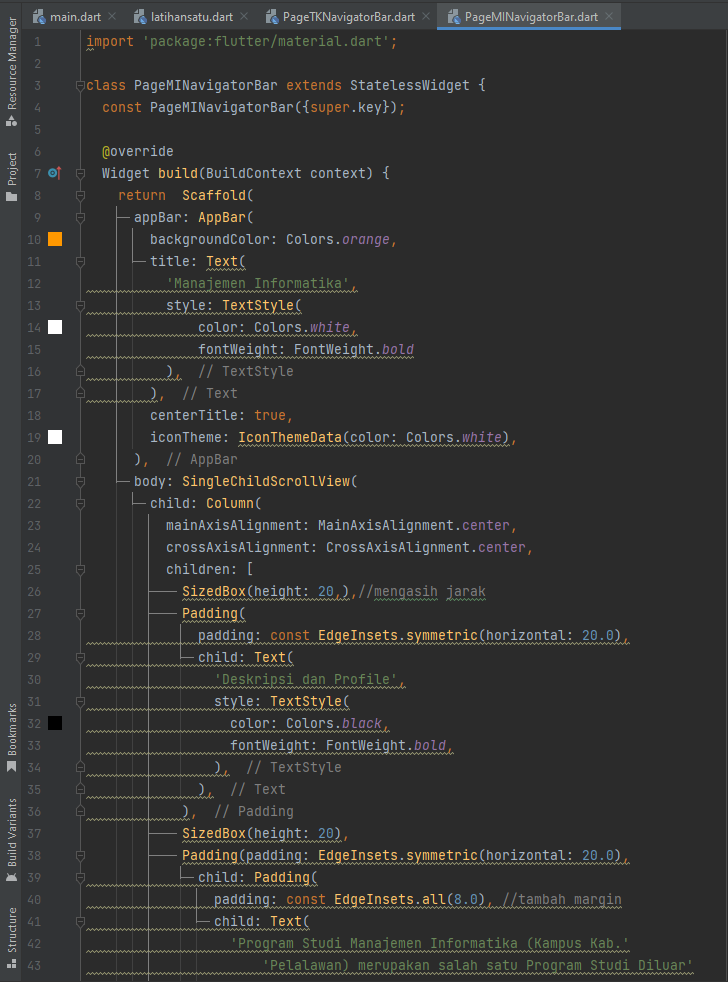 main.dart
latihansatu.dart
PageTKNavigatorBar.dart
PageMINavigatorBar.dart
Resource Manager
Project
Bookmarks
Build Variants
Structure
1 import 'package:flutter/material.dart';
2
3 class PageMINavigatorBar extends StatelessWidget {
4 const PageMINavigatorBar({super.key});
5
6 @override
7 Widget build(BuildContext context) {
8 return Scaffold(
9 appBar: AppBar(
10 backgroundColor: Colors.orange,
11 title: Text(
12 'Manajemen Informatika',
13 style: TextStyle(
14 color: Colors.white,
15 fontWeight: FontWeight.bold
16 ), // TextStyle
17 ), // Text
18 centerTitle: true,
19 iconTheme: IconThemeData(color: Colors.white),
20 ), // AppBar
21 body: SingleChildScrollView(
22 child: Column(
23 mainAxisAlignment: MainAxisAlignment.center,
24 crossAxisAlignment: CrossAxisAlignment.center,
25 children: [
26 SizedBox(height: 20,),//mengasih jarak
27 Padding(
28 padding: const EdgeInsets.symmetric(horizontal: 20.0),
29 child: Text(
30 'Deskripsi dan Profile',
31 style: TextStyle(
32 color: Colors.black,
33 fontWeight: FontWeight.bold,
34 ), // TextStyle
35 ), // Text
36 ), // Padding
37 SizedBox(height: 20),
38 Padding(padding: EdgeInsets.symmetric(horizontal: 20.0),
39 child: Padding(
40 padding: const EdgeInsets.all(8.0), //tambah margin
41 child: Text(
42 'Program Studi Manajemen Informatika (Kampus Kab.'
43 'Pelalawan) merupakan salah satu Program Studi Diluar'